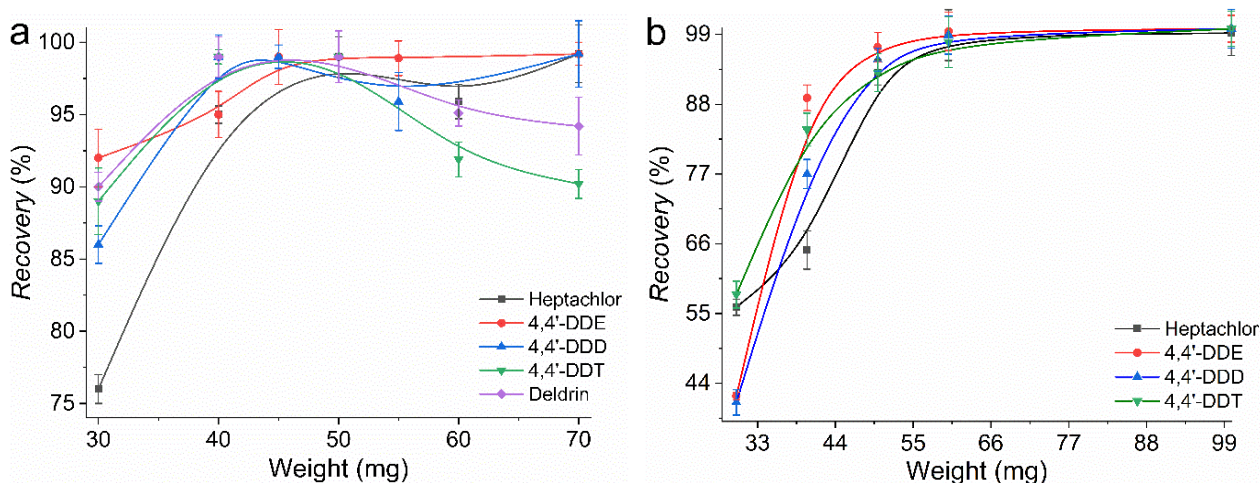 a
Recovery (%)
100
95
90
85
80
75
30 40 50 60 70
Weight (mg)
Heptachlor
4,4'-DDE
4,4'-DDD
4,4'-DDT
Deldrin
b
Recovery (%)
99
88
77
66
55
44
33 44 55 66 77 88 99
Weight (mg)
Heptachlor
4,4'-DDE
4,4'-DDD
4,4'-DDT